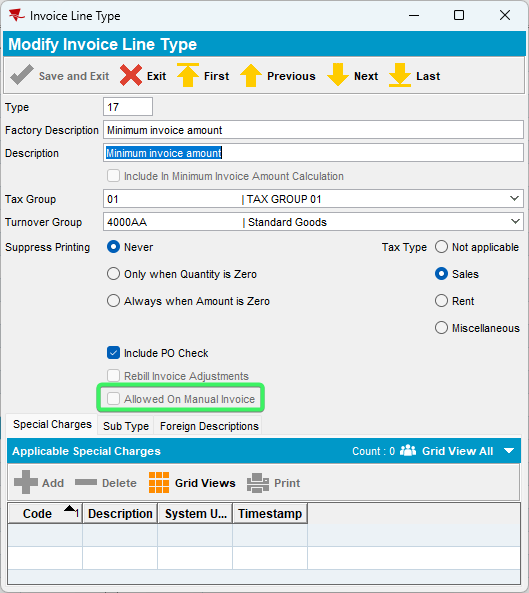 Invoice Line Type
Modify Invoice Line Type
Save and Exit Exit First Previous Next Last
Type 17
Factory Description Minimum invoice amount
Description Minimum invoice amount
Include In Minimum Invoice Amount Calculation
Tax Group 01 | TAX GROUP 01
Turnover Group 4000AA | Standard Goods
Suppress Printing Never Tax Type Not applicable
Only when Quantity is Zero Sales
Always when Amount is Zero Rent
Miscellaneous
Include PO Check
Rebill Invoice Adjustments
Allowed On Manual Invoice
Special Charges Sub Type Foreign Descriptions
Applicable Special Charges Count : 0 Grid View All
Add Delete Grid Views Print
Code 1 Description System U... Timestamp